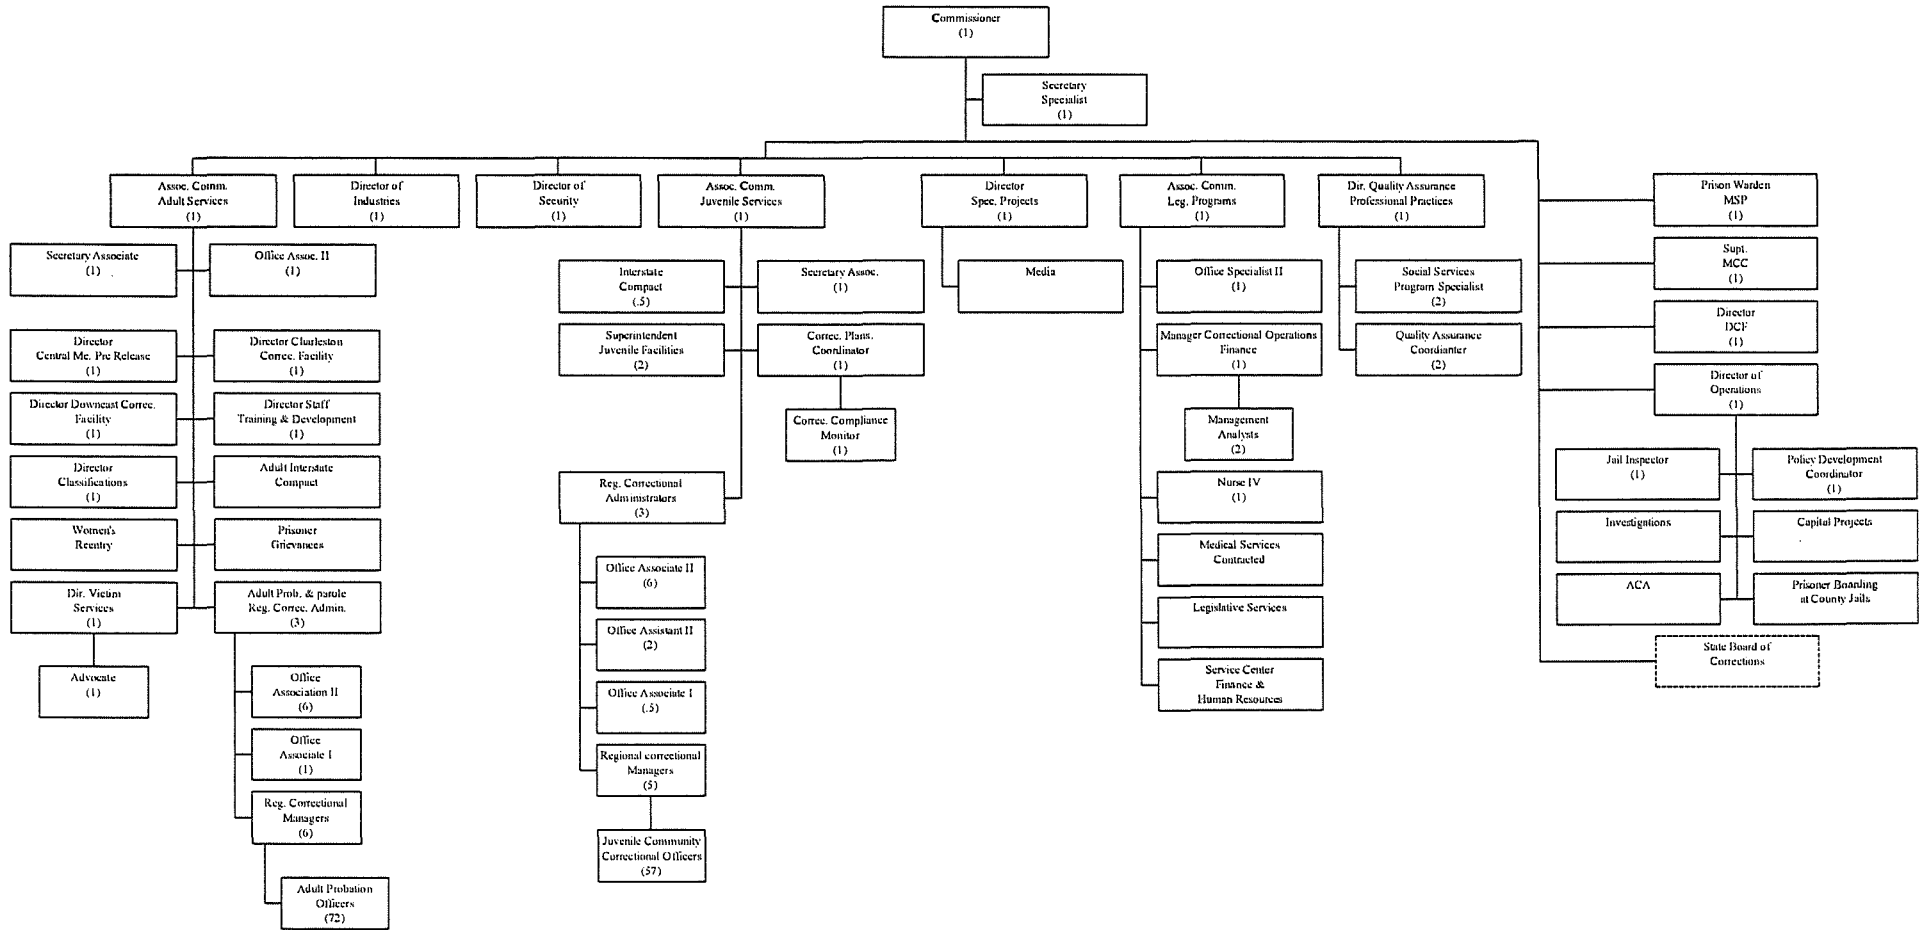 Commissioner
(1)
Secretary
Specialist
(1)
Assoc. Comm.
Adult Services
(1)
Director of
Industries
(1)
Director of
Security
(1)
Assoc. Comm.
Juvenile Services
(1)
Director
Spec. Projects
(1)
Assoc. Comm.
Leg. Programs
(1)
Dir. Quality Assurance
Professional Practices
(1)
Prison Warden
MSP
(1)
Supt.
MCC
(1)
Director
DCF
(1)
Director of
Operations
(1)
Secretary Associate
(1)
Office Assoc. II
(1)
Director
Central Me. Pre Release
(1)
Director Charleston
Correc. Facility
(1)
Director Downeast Correc.
Facility
(1)
Director Staff
Training & Development
(1)
Director
Classifications
(1)
Adult Interstate
Compact
Women's
Reentry
Prisoner
Grievances
Dir. Victim
Services
(1)
Adult Prob. & parole
Reg. Correc. Admin.
(3)
Advocate
(1)
Office
Association II
(6)
Office
Associate I
(1)
Reg. Correctional
Managers
(6)
Adult Probation
Officers
(72)
Interstate
Compact
(.5)
Secretary Assoc.
(1)
Superintendent
Juvenile Facilities
(2)
Correc. Plans.
Coordinator
(1)
Correc. Compliance
Monitor
(1)
Reg. Correctional
Administrators
(3)
Office Associate II
(6)
Office Assistant II
(2)
Office Associate I
(.5)
Regional correctional
Managers
(5)
Juvenile Community
Correctional Officers
(57)
Media
Office Specialist II
(1)
Manager Correctional Operations
Finance
(1)
Management
Analysts
(2)
Nurse IV
(1)
Medical Services
Contracted
Legislative Services
Service Center
Finance &
Human Resources
Social Services
Program Specialist
(2)
Quality Assurance
Coordianter
(2)
Jail Inspector
(1)
Policy Development
Coordinator
(1)
Investigations
Capital Projects
ACA
Prisoner Boarding
at County Jails
State Board of
Corrections